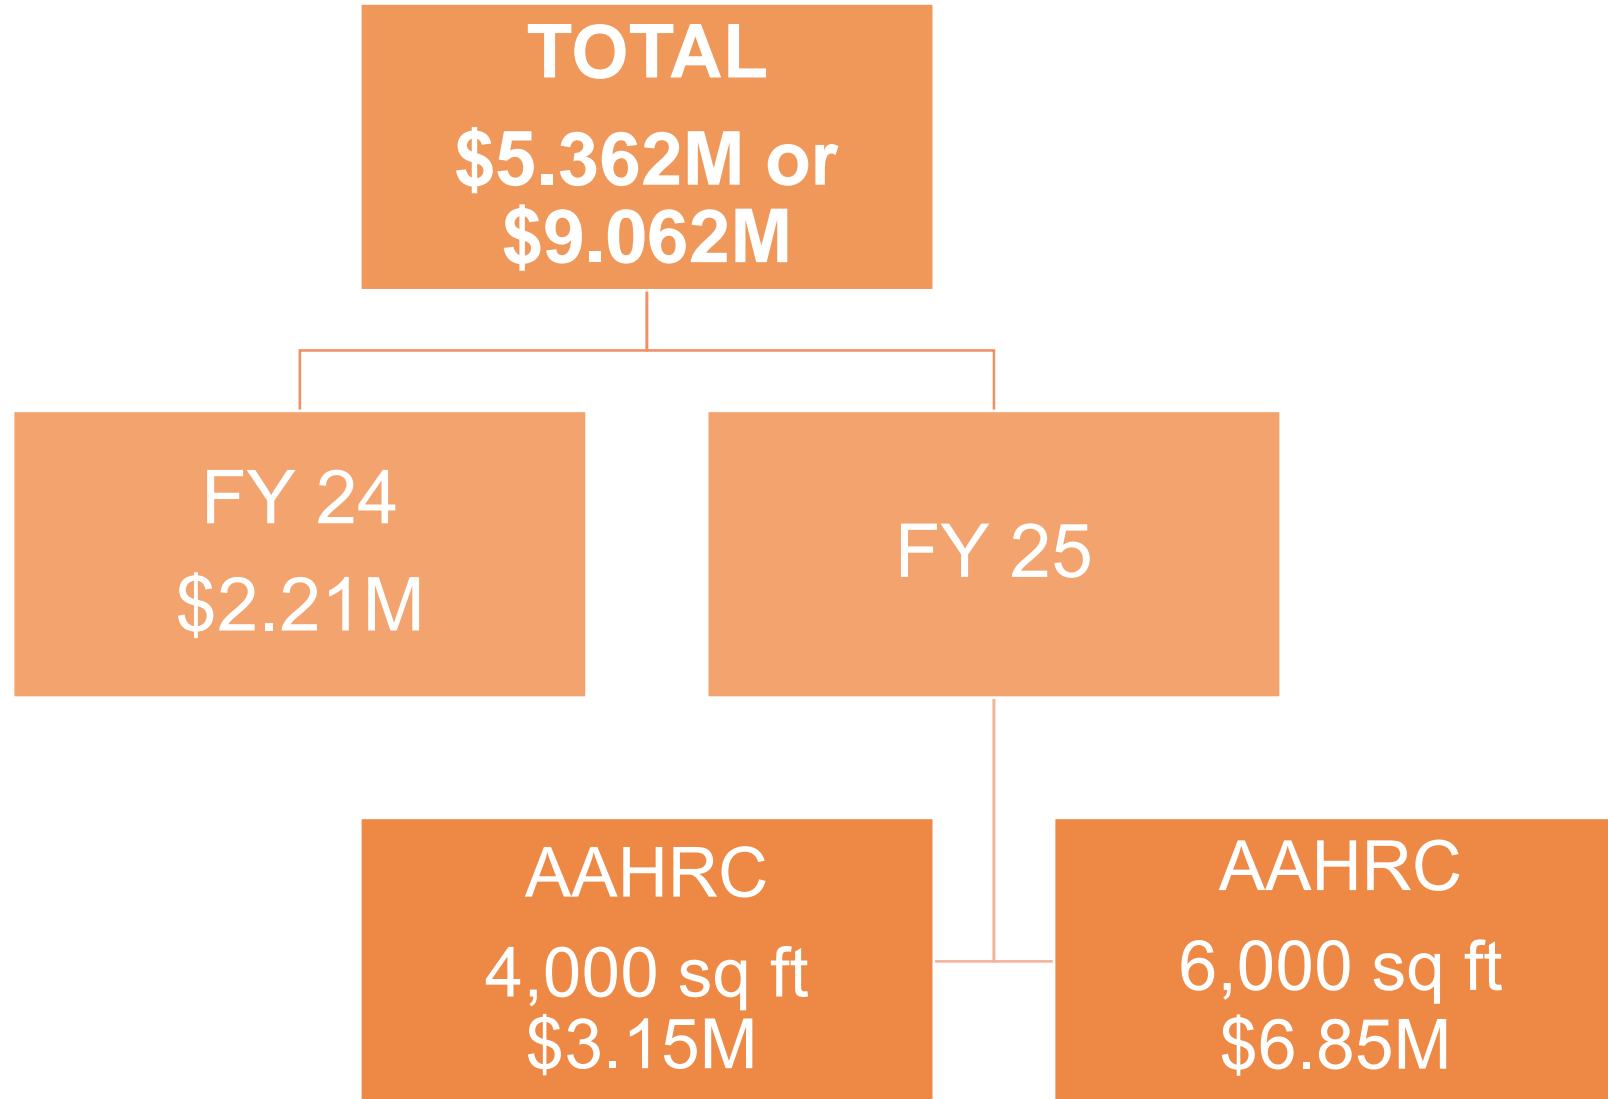 TOTAL
$5.362M or
$9.062M
FY 24
$2.21M
FY 25
AAHRC
4,000 sq ft
$3.15M
AAHRC
6,000 sq ft
$6.85M